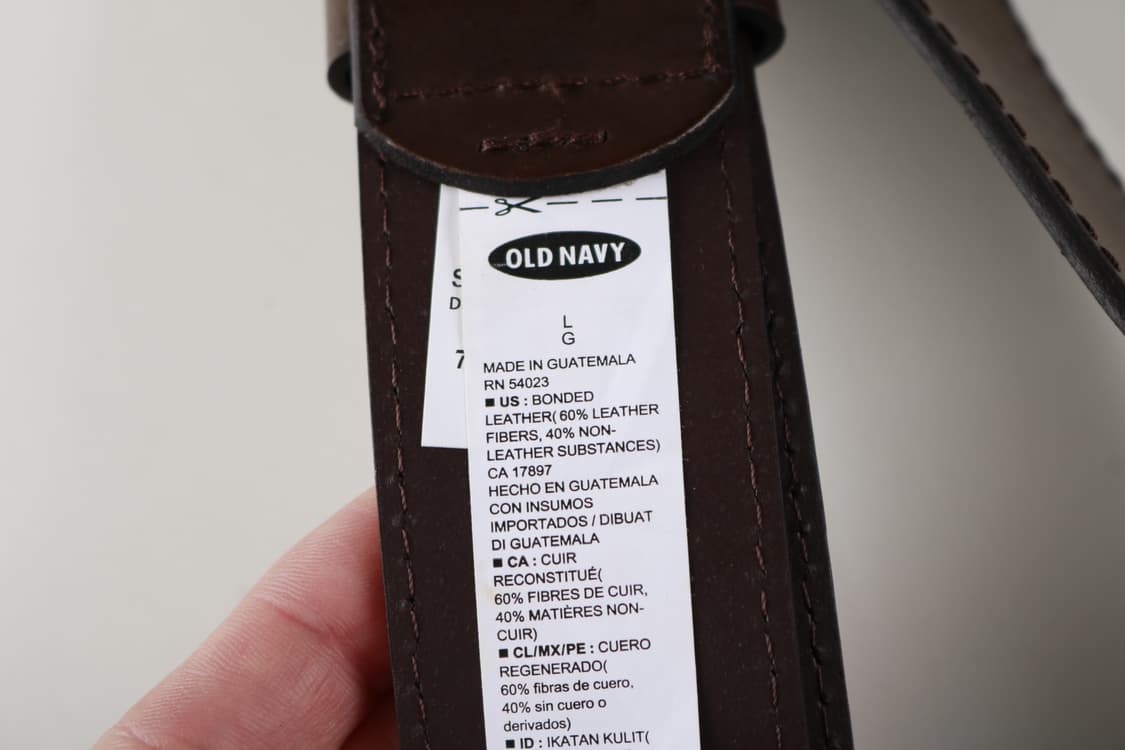 OLD NAVY
L
G
MADE IN GUATEMALA
RN 54023
■ US : BONDED
LEATHER( 60% LEATHER
FIBERS, 40% NON-
LEATHER SUBSTANCES)
CA 17897
HECHO EN GUATEMALA
CON INSUMOS
IMPORTADOS / DIBUAT
DI GUATEMALA
■ CA : CUIR
RECONSTITUÉ(
60% FIBRES DE CUIR,
40% MATIÈRES NON-
CUIR)
■ CL/MX/PE : CUERO
REGENERADO(
60% fibras de cuero,
40% sin cuero o
derivados)
■ ID : IKATAN KULIT(
S
D
7